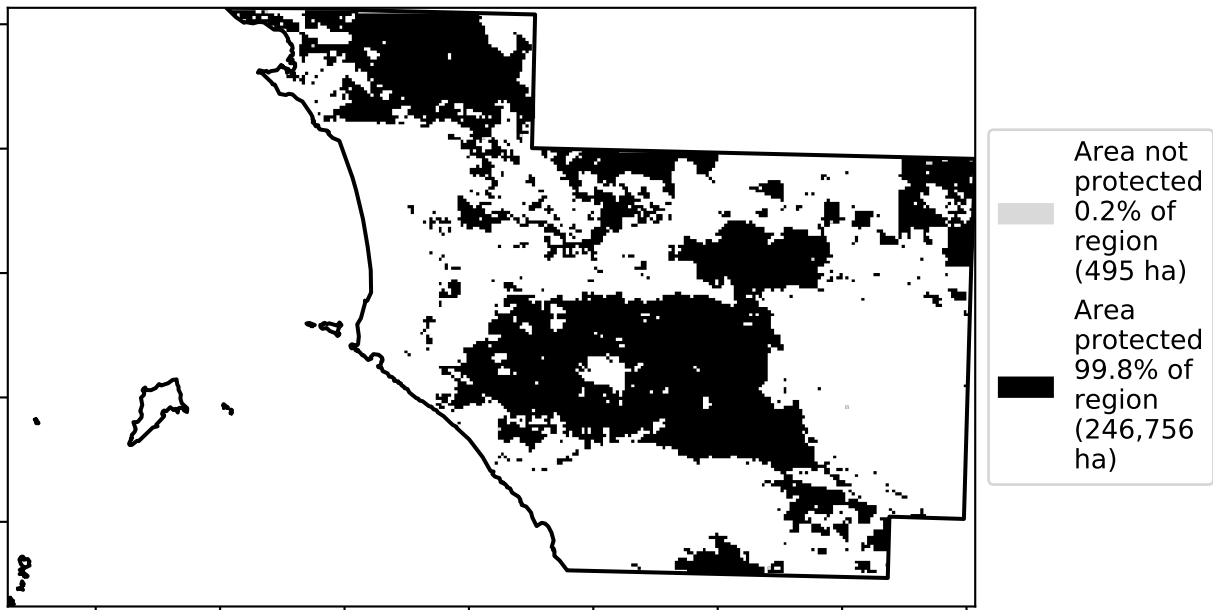 Area not
protected
0.2% of
region
(495 ha)
Area
protected
99.8% of
region
(246,756
ha)